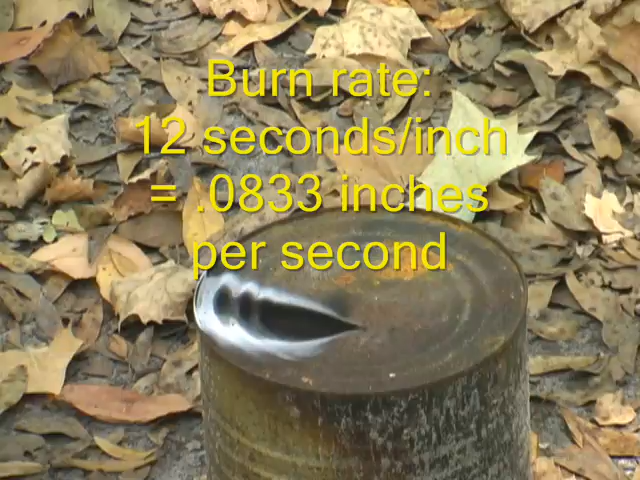 Burn rate:
12 seconds/inch
= .0833 inches
per second